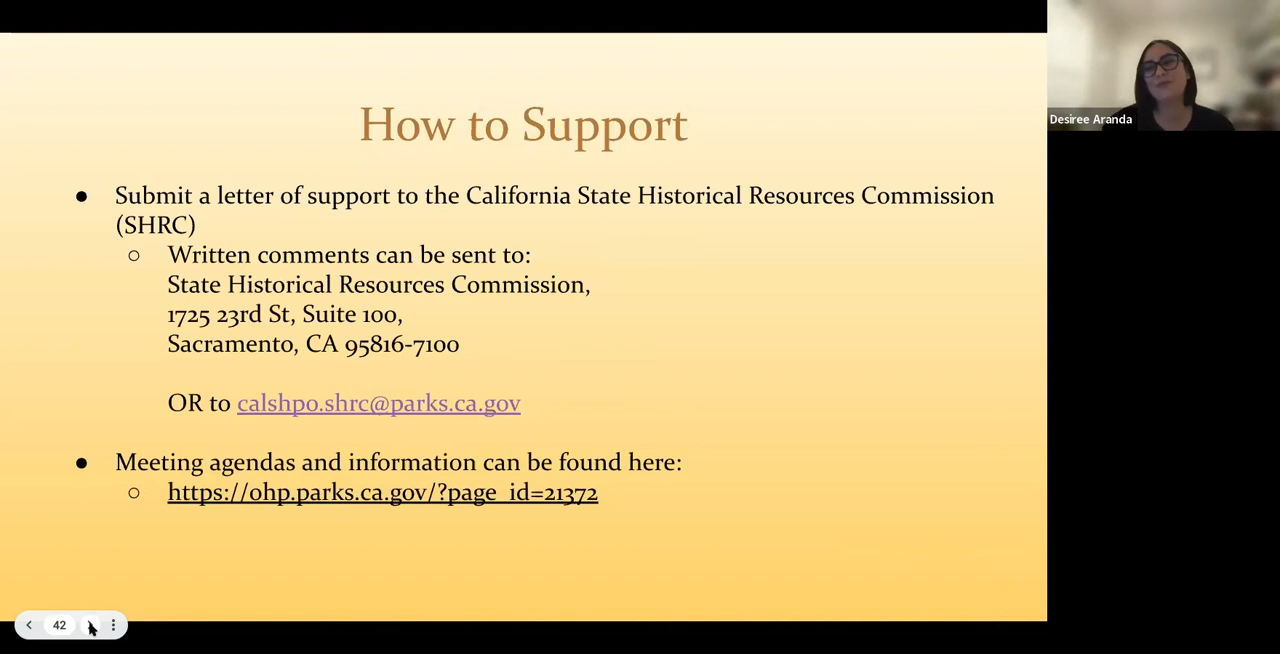 How to Support
● Submit a letter of support to the California State Historical Resources Commission
(SHRC)
○ Written comments can be sent to:
State Historical Resources Commission,
1725 23rd St, Suite 100,
Sacramento, CA 95816-7100
OR to calshpo.shrc@parks.ca.gov
● Meeting agendas and information can be found here:
○ https://ohp.parks.ca.gov/?page_id=21372
Desiree Aranda
42